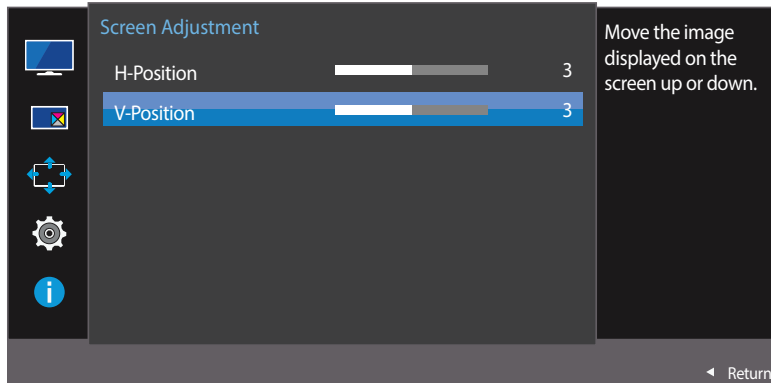 Screen Adjustment
H-Position 3
V-Position 3
Move the image
displayed on the
screen up or down.
Return